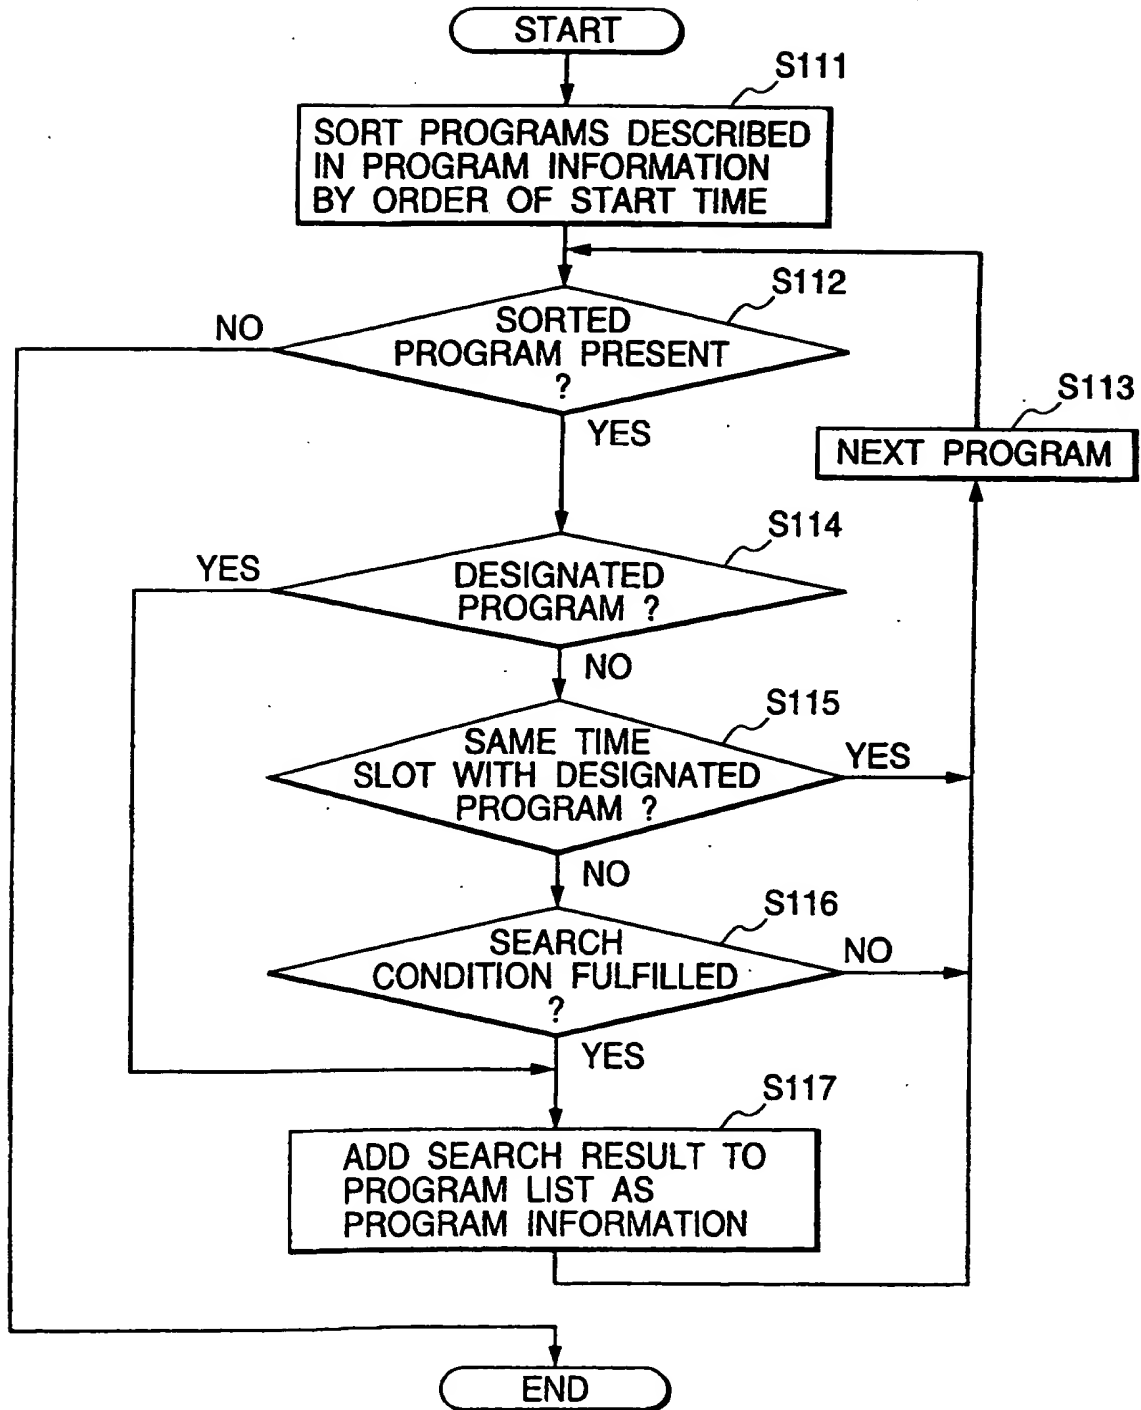 START
S111
SORT PROGRAMS DESCRIBED
IN PROGRAM INFORMATION
BY ORDER OF START TIME
S112
NO
SORTED
PROGRAM PRESENT
?
YES
S113
NEXT PROGRAM
S114
YES
DESIGNATED
PROGRAM ?
NO
S115
SAME TIME
SLOT WITH DESIGNATED
PROGRAM ?
YES
NO
S116
SEARCH
CONDITION FULFILLED
?
NO
YES
S117
ADD SEARCH RESULT TO
PROGRAM LIST AS
PROGRAM INFORMATION
END